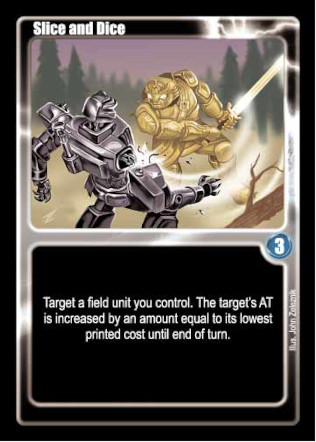 Slice and Dice
3
Target a field unit you control. The target's AT
is increased by an amount equal to its lowest
printed cost until end of turn.
Illus. John Zeleznik